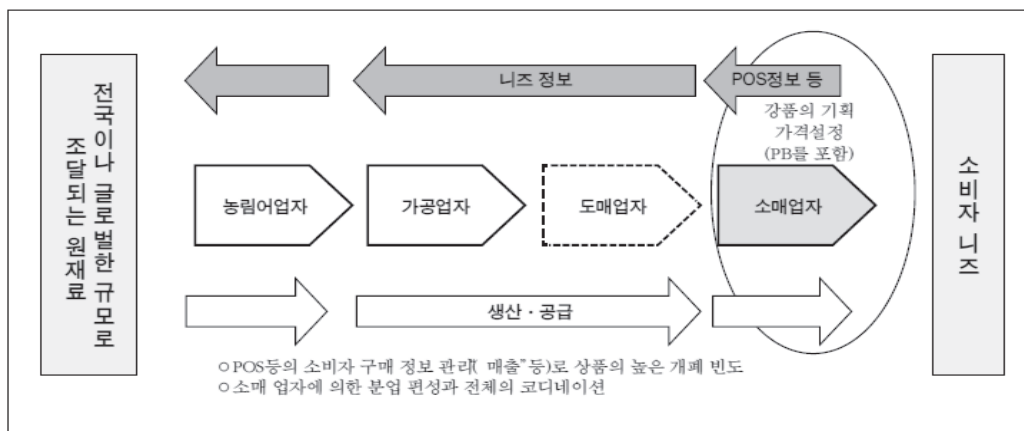 전국이나 글로벌한 규모로
조달되는 원재료
니즈 정보
POS정보 등
강품의 기획
가격설정
(PB를 포함)
농림어업자
가공업자
도매업자
소매업자
생산·공급
소비자 니즈
○ POS등의 소비자 구매 정보 관리(“매출”등)로 상품의 높은 개폐 빈도
○ 소매 업자에 의한 분업 편성과 전체의 코디네이션